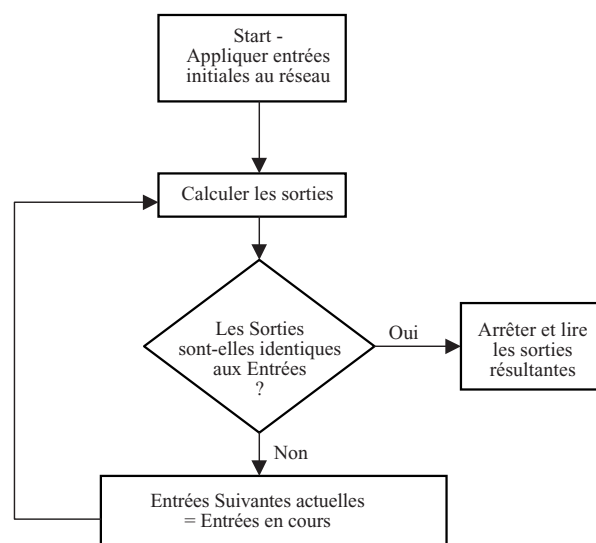 Start -
Appliquer entrées
initiales au réseau
Calculer les sorties
Les Sorties
sont-elles identiques
aux Entrées
?
Oui
Arrêter et lire
les sorties
résultantes
Non
Entrées Suivantes actuelles
= Entrées en cours